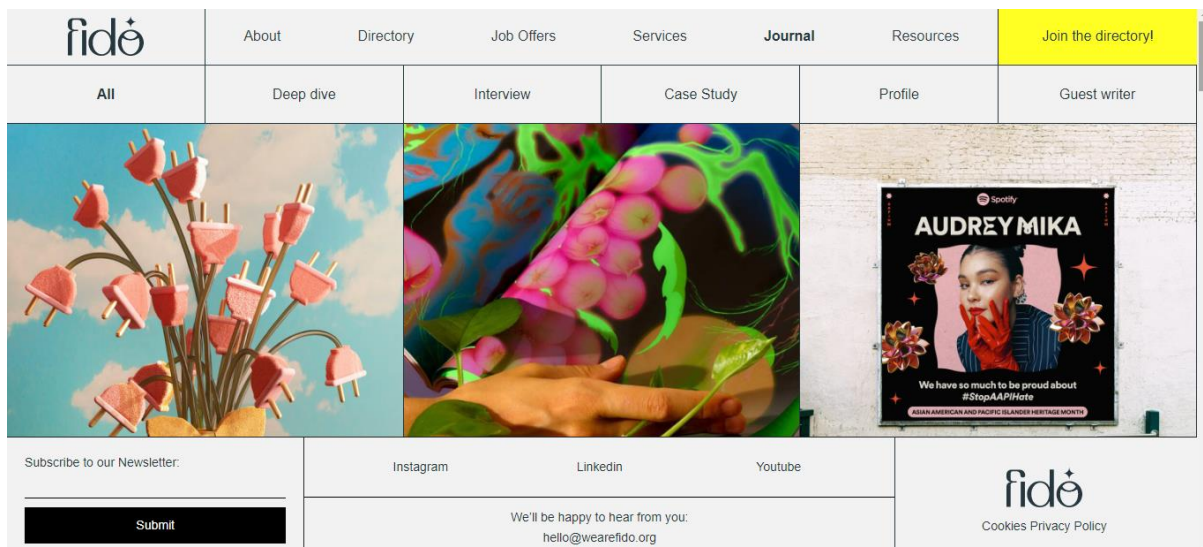 fido
About
Directory
Job Offers
Services
Journal
Resources
Join the directory!
All
Deep dive
Interview
Case Study
Profile
Guest writer
Spotify
AUDREY MIKA
We have so much to be proud about
#StopAAPIHate
ASIAN AMERICAN AND PACIFIC ISLANDER HERITAGE MONTH
Subscribe to our Newsletter:
Submit
Instagram
Linkedin
Youtube
We'll be happy to hear from you:
hello@wearefido.org
fido
Cookies Privacy Policy